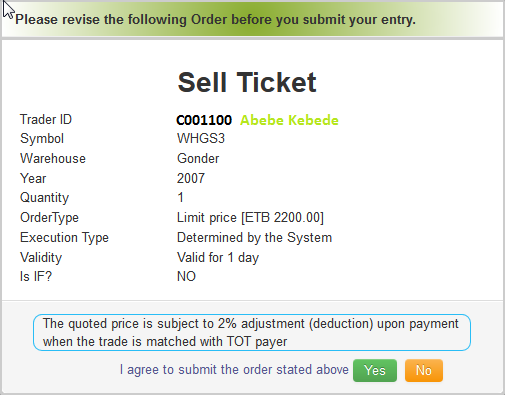 Please revise the following Order before you submit your entry.
Sell Ticket
Trader ID C001100 Abebe Kebede
Symbol WHGS3
Warehouse Gonder
Year 2007
Quantity 1
OrderType Limit price [ETB 2200.00]
Execution Type Determined by the System
Validity Valid for 1 day
Is IF? NO
The quoted price is subject to 2% adjustment (deduction) upon payment
when the trade is matched with TOT payer
I agree to submit the order stated above Yes No